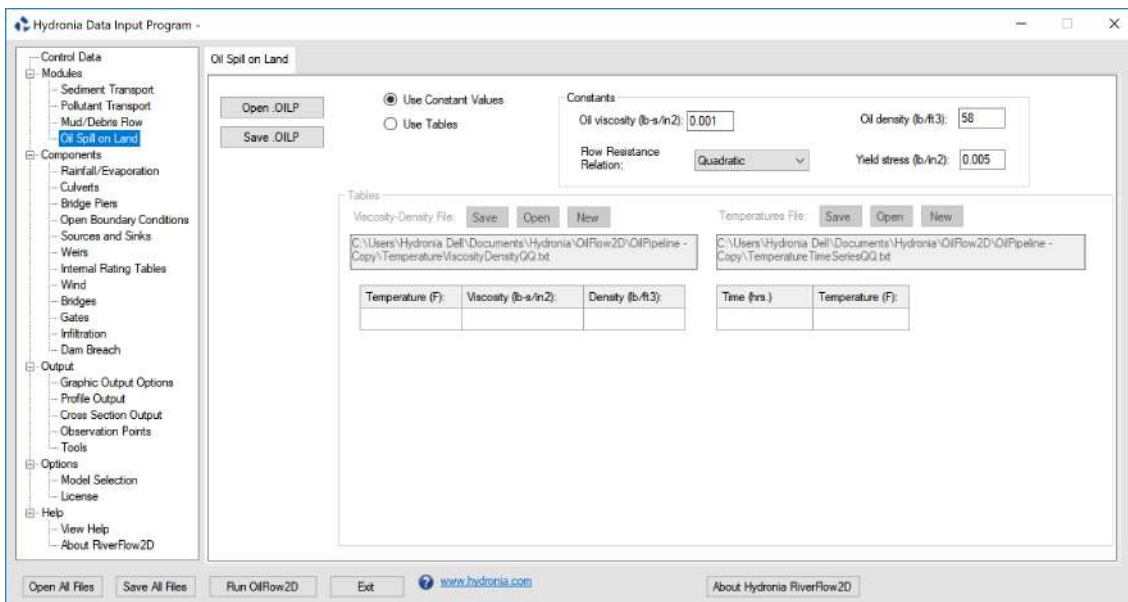 Hydronia Data Input Program -
Control Data
Modules
Sediment Transport
Pollutant Transport
Mud/Debris Flow
Oil Spill on Land
Components
Rainfall/Evaporation
Culverts
Bridge Piers
Open Boundary Conditions
Sources and Sinks
Weirs
Internal Rating Tables
Wind
Bridges
Gates
Infiltration
Dam Breach
Output
Graphic Output Options
Profile Output
Cross Section Output
Observation Points
Tools
Options
Model Selection
License
Help
View Help
About RiverFlow2D
Oil Spill on Land
Open .OILP
Save .OILP
Use Constant Values
Use Tables
Constants
Oil viscosity (lb-s/in2): 0.001
Oil density (lb/ft3): 58
Flow Resistance
Relation:
Quadratic
Yield stress (lb/in2): 0.005
Tables
Viscosity-Density File: Save Open New
C:\Users\Hydronia Dell\Documents\Hydronia\OilFlow2D\OilPipeline -
Copy\TemperatureViscosityDensityQQ.txt
Temperature (F): Viscosity (lb-s/in2): Density (lb/ft3):
Temperatures File: Save Open New
C:\Users\Hydronia Dell\Documents\Hydronia\OilFlow2D\OilPipeline -
Copy\TemperatureTimeSeriesQQ.txt
Time (hrs.) Temperature (F):
Open All Files Save All Files Run OilFlow2D Exit ? www.hydronia.com About Hydronia RiverFlow2D